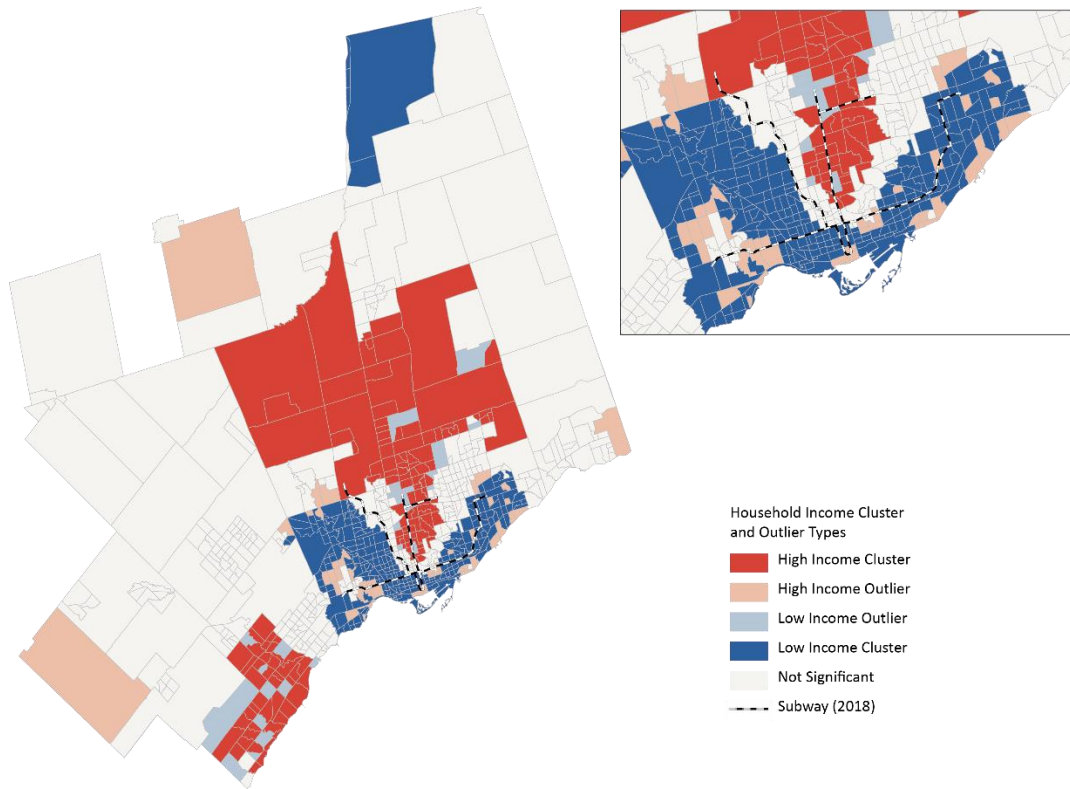 Household Income Cluster
and Outlier Types
High Income Cluster
High Income Outlier
Low Income Outlier
Low Income Cluster
Not Significant
Subway (2018)